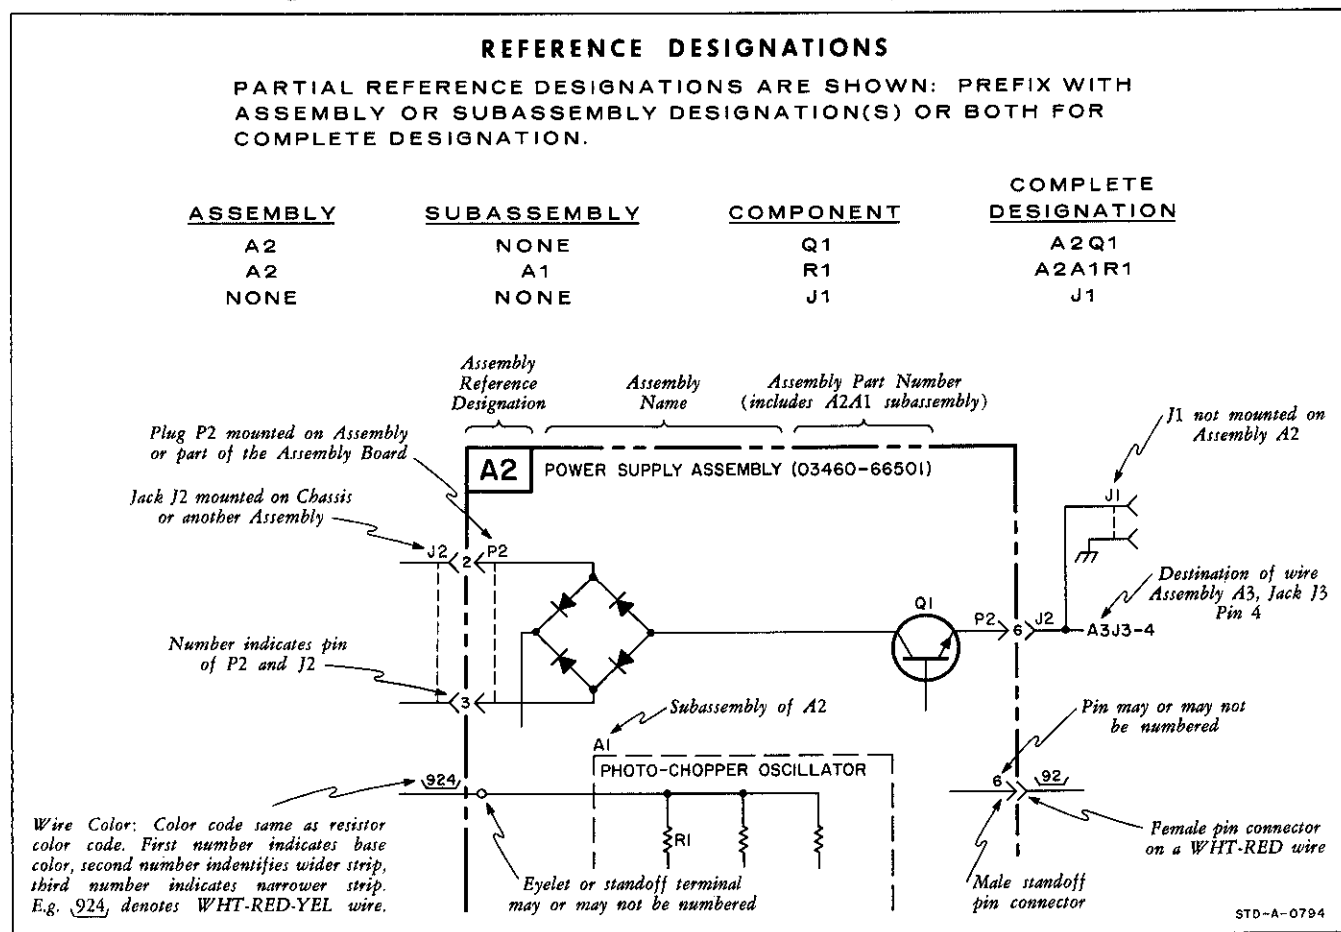 REFERENCE DESIGNATIONS
PARTIAL REFERENCE DESIGNATIONS ARE SHOWN: PREFIX WITH
ASSEMBLY OR SUBASSEMBLY DESIGNATION(S) OR BOTH FOR
COMPLETE DESIGNATION.
ASSEMBLY SUBASSEMBLY COMPONENT COMPLETE DESIGNATION
A2 NONE Q1 A2Q1
A2 A1 R1 A2A1R1
NONE NONE J1 J1
Assembly
Reference
Designation
Assembly
Name
Assembly Part Number
(includes A2A1 subassembly)
J1 not mounted on
Assembly A2
Plug P2 mounted on Assembly
or part of the Assembly Board
A2 POWER SUPPLY ASSEMBLY (03460-66501)
Jack J2 mounted on Chassis
or another Assembly
J1
J2 2 P2
Destination of wire
Assembly A3, Jack J3
Pin 4
Q1
P2 6 J2 A3J3-4
Number indicates pin
of P2 and J2
3
Subassembly of A2
Pin may or may not
be numbered
A1
PHOTO-CHOPPER OSCILLATOR
924
6 92
R1
Wire Color: Color code same as resistor
color code. First number indicates base
color, second number indentifies wider strip,
third number indicates narrower strip.
E.g. 924 denotes WHT-RED-YEL wire.
Eyelet or standoff terminal
may or may not be numbered
Female pin connector
on a WHT-RED wire
Male standoff
pin connector
STD-A-0794